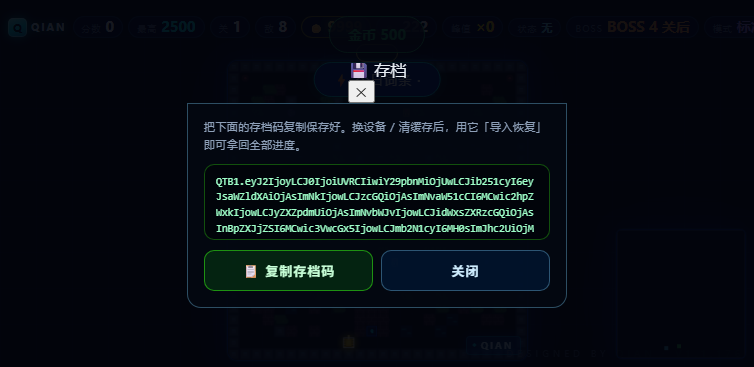 QIAN
2500
1
8
2
×0
无
BOSS 4 关后
金币 500
💾 存档
×
把下面的存档码复制保存好。换设备 / 清缓存后，用它「导入恢复」
即可拿回全部进度。
QTB1.eyJ2IjoyLCJ0IjoiUVRCIiwiY29pbnMiOjUwLCJib251cyI6ey
JsaWZldXAiOjAsImNkIjowLCJzcGQiOjAsImNvaW51cCI6MCwic2hpZ
WxkIjowLCJyZXZpdmUiOjAsImNvbWJvIjowLCJidWxsZXRzcGQiOjAs
InBpZXJjZSI6MCwic3VwcGx5IjowLCJmb2N1cyI6MH0sImJhc2UiOjM
📋 复制存档码
关闭
QIAN